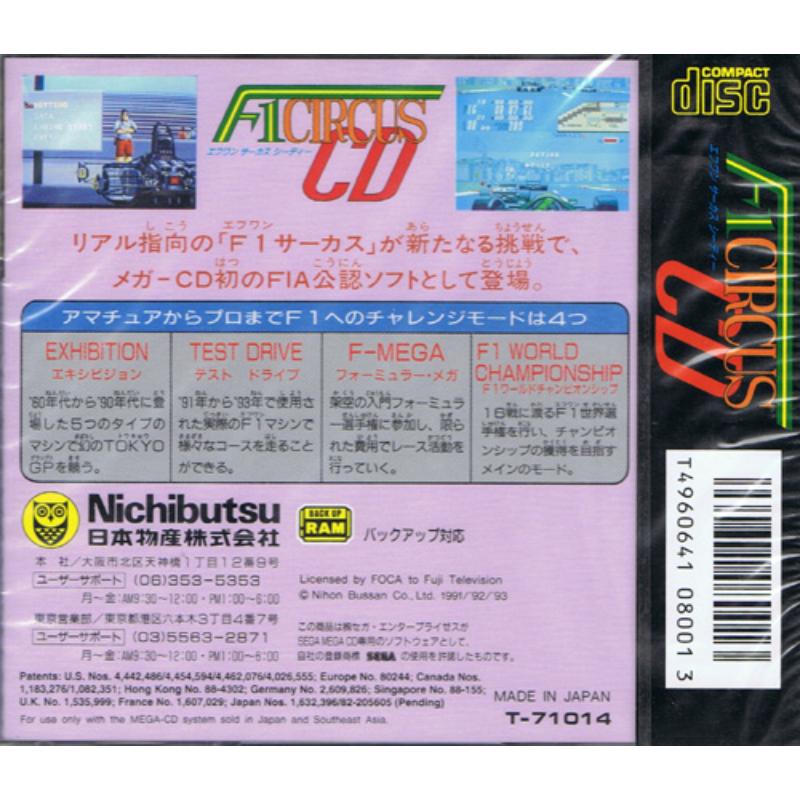 F1CIRCUS
CD
エフワン サーカス シーディー
リアル指向の「F1サーカス」が新たなる挑戦で、
メガ-CD初のFIA公認ソフトとして登場。
アマチュアからプロまでF1へのチャレンジモードは4つ
EXHIBITION
エキシビジョン
'60年代から'90年代に登
場した5つのタイプの
マシンで幻のTOKYO
GPを競う。
TEST DRIVE
テスト ドライブ
'91年から'93年で使用さ
れた実際のF1マシンで
様々なコースを走ること
ができる。
F-MEGA
フォーミュラー・メガ
架空の入門フォーミュラ
ー選手権に参加し、限ら
れた費用でレース活動を
行っていく。
F1 WORLD
CHAMPIONSHIP
F1ワールドチャンピオンシップ
16戦に渡るF1世界選
手権を行い、チャンピオ
ンシップの獲得を目指す
メインのモード。
Nichibutsu
日本物産株式会社
BACK UP
RAM
バックアップ対応
本 社/大阪市北区天神橋1丁目12番9号
ユーザーサポート (06)353-5353
月〜金:AM9:30〜12:00・PM1:00〜6:00
東京営業部/東京都港区六本木3丁目4番7号
ユーザーサポート (03)5563-2871
月〜金:AM9:30〜12:00・PM1:00〜6:00
Licensed by FOCA to Fuji Television
© Nihon Bussan Co., Ltd. 1991/'92/'93
この商品は㈱セガ・エンタープライゼスが
SEGA MEGA CD専用のソフトウェアとして、
自社の登録商標 SEGA の使用を許諾したものです。
Patents: U.S. Nos. 4,442,486/4,454,594/4,462,076/4,026,555; Europe No. 80244; Canada Nos.
1,183,276/1,082,351; Hong Kong No. 88-4302; Germany No. 2,609,826; Singapore No. 88-155;
U.K. No. 1,535,999; France No. 1,607,029; Japan Nos. 1,632,396/82-205605 (Pending)
For use only with the MEGA-CD system sold in Japan and Southeast Asia.
MADE IN JAPAN
T-71014
COMPACT
disc
エフワン サーカス シーディー
F1CIRCUS
CD
T4960641 08001 3